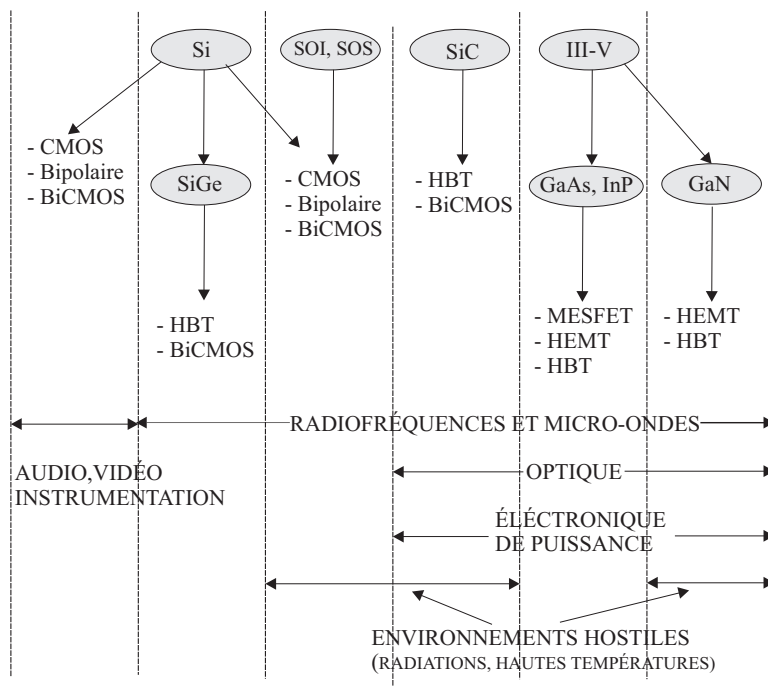 Si
SOI, SOS
SiC
III-V
- CMOS
- Bipolaire
- BiCMOS
SiGe
- CMOS
- Bipolaire
- BiCMOS
- HBT
- BiCMOS
GaAs, InP
GaN
- HBT
- BiCMOS
- MESFET
- HEMT
- HBT
- HEMT
- HBT
RADIOFRÉQUENCES ET MICRO-ONDES
AUDIO,VIDÉO
INSTRUMENTATION
OPTIQUE
ÉLÉCTRONIQUE
DE PUISSANCE
ENVIRONNEMENTS HOSTILES
(RADIATIONS, HAUTES TEMPÉRATURES)